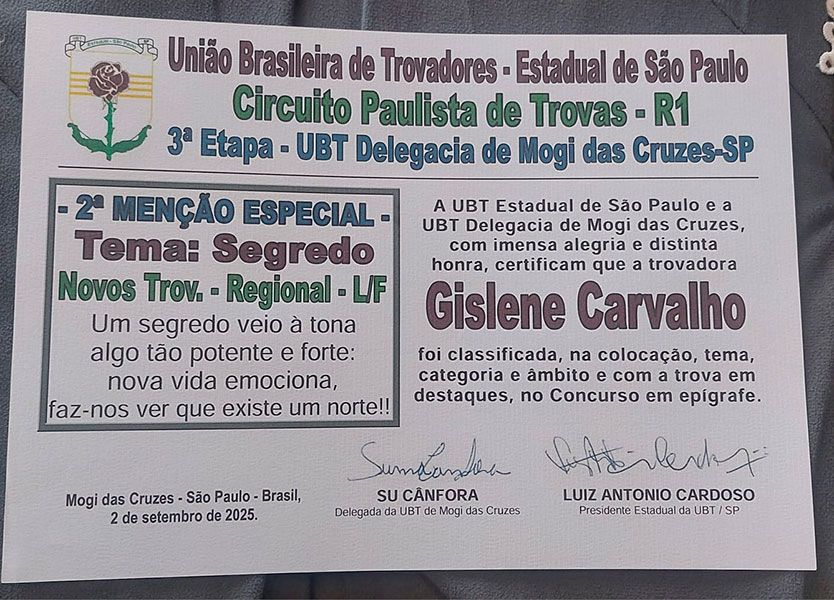 União Brasileira de Trovadores - Estadual de São Paulo
Circuito Paulista de Trovas - R1
3ª Etapa - UBT Delegacia de Mogi das Cruzes-SP
- 2ª MENÇÃO ESPECIAL -
Tema: Segredo
Novos Trov. - Regional - L/F
Um segredo veio à tona
algo tão potente e forte:
nova vida emociona,
faz-nos ver que existe um norte!!
A UBT Estadual de São Paulo e a
UBT Delegacia de Mogi das Cruzes,
com imensa alegria e distinta
honra, certificam que a trovadora
Gislene Carvalho
foi classificada, na colocação, tema,
categoria e âmbito e com a trova em
destaques, no Concurso em epígrafe.
Mogi das Cruzes - São Paulo - Brasil,
2 de setembro de 2025.
SU CÂNFORA
Delegada da UBT de Mogi das Cruzes
LUIZ ANTONIO CARDOSO
Presidente Estadual da UBT / SP